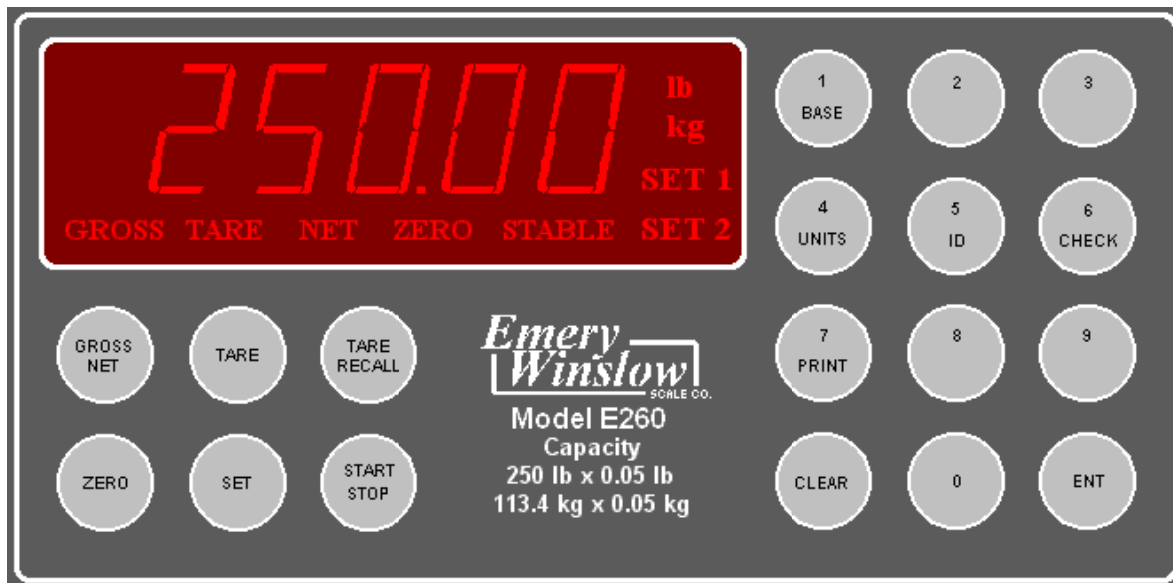 250.00
lb
kg
SET 1
GROSS TARE NET ZERO STABLE SET 2
1
BASE
2
3
4
UNITS
5
ID
6
CHECK
7
PRINT
8
9
CLEAR
0
ENT
GROSS
NET
TARE
TARE
RECALL
ZERO
SET
START
STOP
Emery
Winslow
SCALE CO.
Model E260
Capacity
250 lb x 0.05 lb
113.4 kg x 0.05 kg